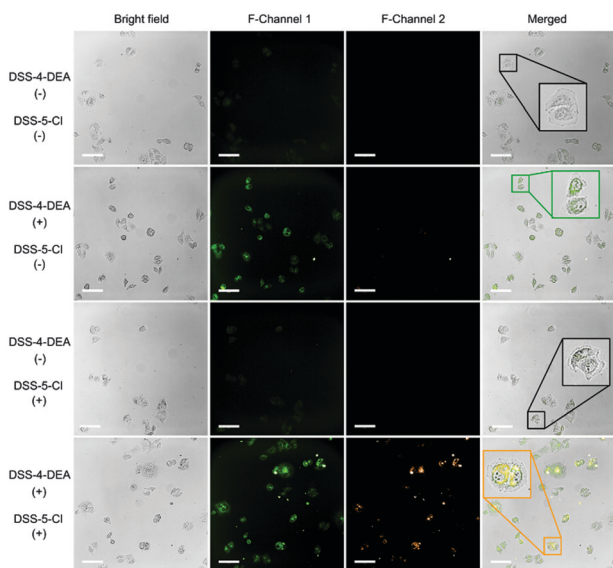 Bright field F-Channel 1 F-Channel 2 Merged
DSS-4-DEA
(-)
DSS-5-Cl
(-)
DSS-4-DEA
(+)
DSS-5-Cl
(-)
DSS-4-DEA
(-)
DSS-5-Cl
(+)
DSS-4-DEA
(+)
DSS-5-Cl
(+)